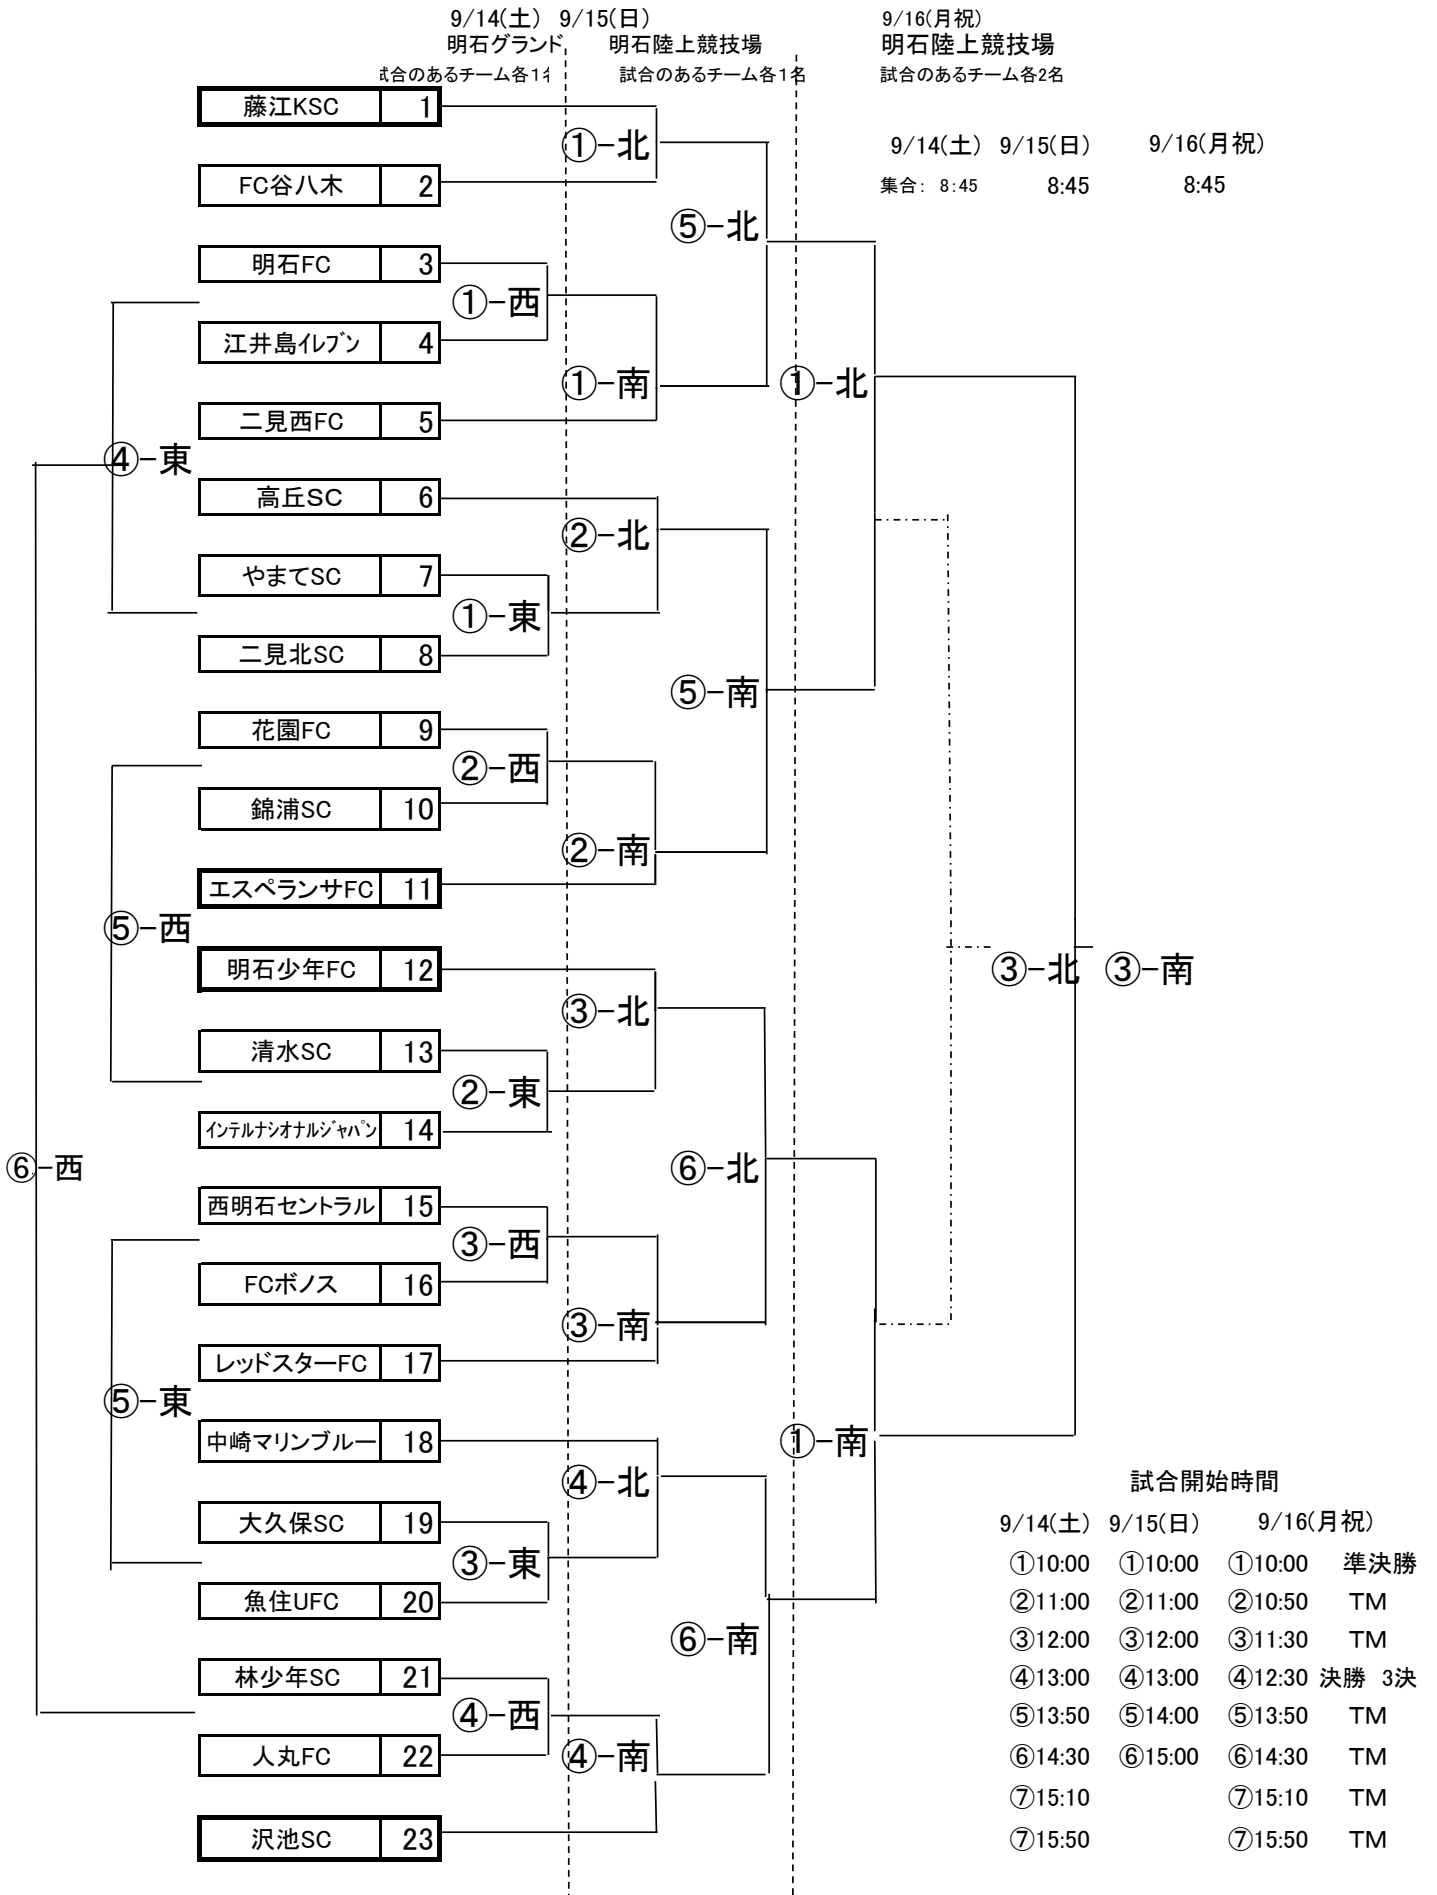 9/14(土) 9/15(日) 9/16(月祝)
明石グランド 明石陸上競技場 明石陸上競技場
試合のあるチーム各1名 試合のあるチーム各1名 試合のあるチーム各2名
藤江KSC 1
①-北
9/14(土) 9/15(日) 9/16(月祝)
FC谷八木 2
集合: 8:45 8:45 8:45
⑤-北
明石FC 3
①-西
江井島イレブン 4
①-南 ①-北
二見西FC 5
④-東
高丘SC 6
②-北
やまてSC 7
①-東
二見北SC 8
⑤-南
花園FC 9
②-西
錦浦SC 10
②-南
エスペランサFC 11
⑤-西
明石少年FC 12
③-北 ③-南
③-北
清水SC 13
②-東
インテルナシオナルジャパン 14
⑥-西
⑥-北
西明石セントラル 15
③-西
FCボノス 16
③-南
レッドスターFC 17
⑤-東
中崎マリンブルー 18
①-南
④-北
試合開始時間
大久保SC 19
9/14(土) 9/15(日) 9/16(月祝)
③-東
①10:00 ①10:00 ①10:00 準決勝
魚住UFC 20
②11:00 ②11:00 ②10:50 TM
⑥-南
③12:00 ③12:00 ③11:30 TM
林少年SC 21
④13:00 ④13:00 ④12:30 決勝 3決
④-西
⑤13:50 ⑤14:00 ⑤13:50 TM
人丸FC 22
④-南
⑥14:30 ⑥15:00 ⑥14:30 TM
⑦15:10 ⑦15:10 TM
沢池SC 23
⑦15:50 ⑦15:50 TM